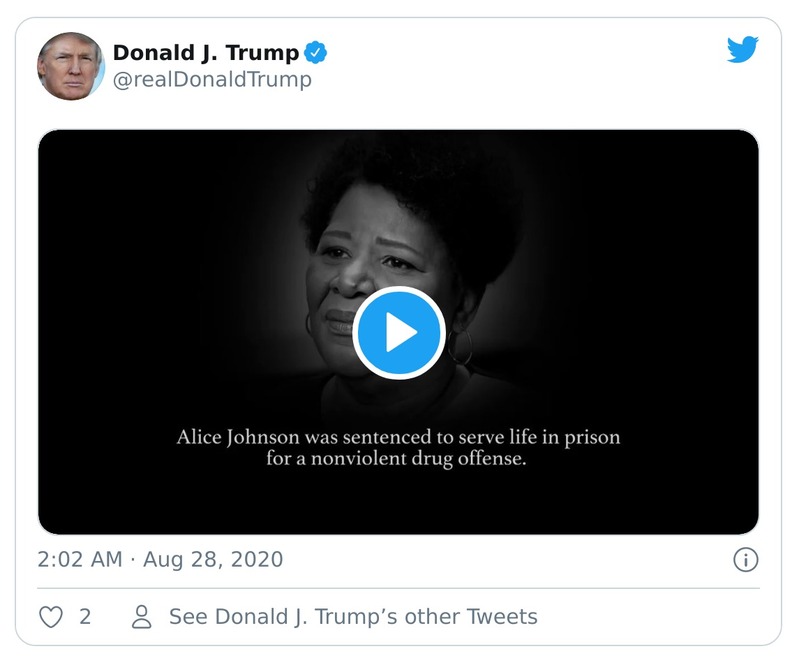 Donald J. Trump
@realDonaldTrump
Alice Johnson was sentenced to serve life in prison
for a nonviolent drug offense.
2:02 AM · Aug 28, 2020
2 See Donald J. Trump’s other Tweets